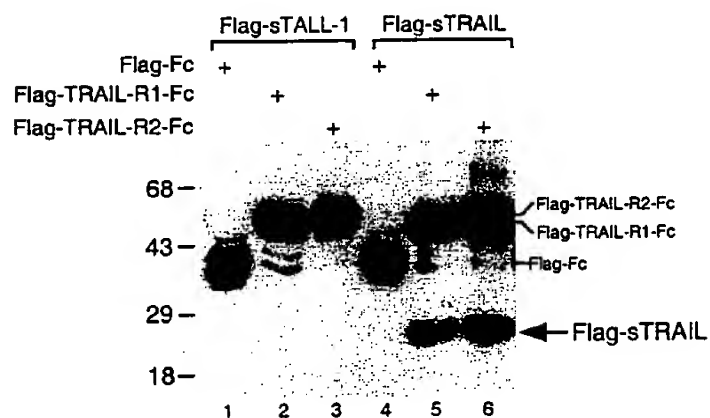 Flag-sTALL-1 Flag-sTRAIL
Flag-Fc + +
Flag-TRAIL-R1-Fc + +
Flag-TRAIL-R2-Fc + +
68
Flag-TRAIL-R2-Fc
Flag-TRAIL-R1-Fc
43
Flag-Fc
29
Flag-sTRAIL
18
1 2 3 4 5 6